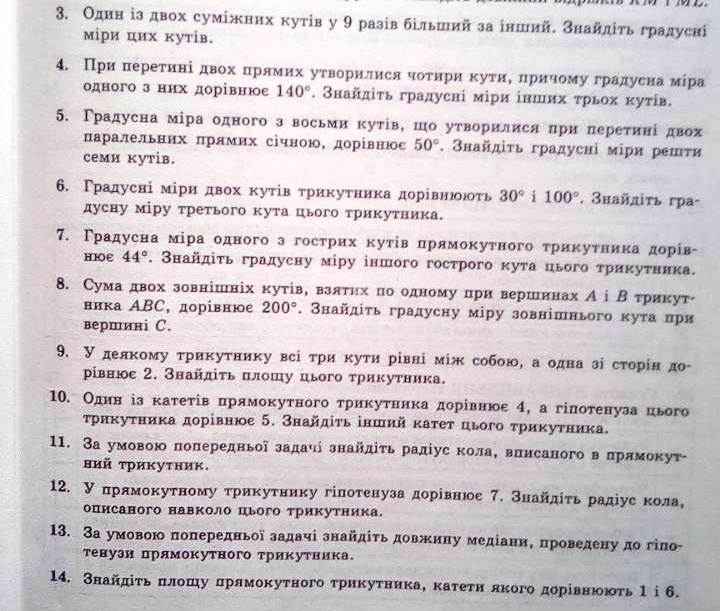 3. Один із двох суміжних кутів у 9 разів більший за інший. Знайдіть градусні
міри цих кутів.
4. При перетині двох прямих утворилися чотири кути, причому градусна міра
одного з них дорівнює 140°. Знайдіть градусні міри інших трьох кутів.
5. Градусна міра одного з восьми кутів, що утворилися при перетині двох
паралельних прямих січною, дорівнює 50°. Знайдіть градусні міри решти
семи кутів.
6. Градусні міри двох кутів трикутника дорівнюють 30° і 100°. Знайдіть гра-
дусну міру третього кута цього трикутника.
7. Градусна міра одного з гострих кутів прямокутного трикутника дорів-
нює 44°. Знайдіть градусну міру іншого гострого кута цього трикутника.
8. Сума двох зовнішніх кутів, взятих по одному при вершинах A і B трикут-
ника ABC, дорівнює 200°. Знайдіть градусну міру зовнішнього кута при
вершині C.
9. У деякому трикутнику всі три кути рівні між собою, а одна зі сторін до-
рівнює 2. Знайдіть площу цього трикутника.
10. Один із катетів прямокутного трикутника дорівнює 4, а гіпотенуза цього
трикутника дорівнює 5. Знайдіть інший катет цього трикутника.
11. За умовою попередньої задачі знайдіть радіус кола, вписаного в прямокут-
ний трикутник.
12. У прямокутному трикутнику гіпотенуза дорівнює 7. Знайдіть радіус кола,
описаного навколо цього трикутника.
13. За умовою попередньої задачі знайдіть довжину медіани, проведену до гіпо-
тенузи прямокутного трикутника.
14. Знайдіть площу прямокутного трикутника, катети якого дорівнюють 1 і 6.